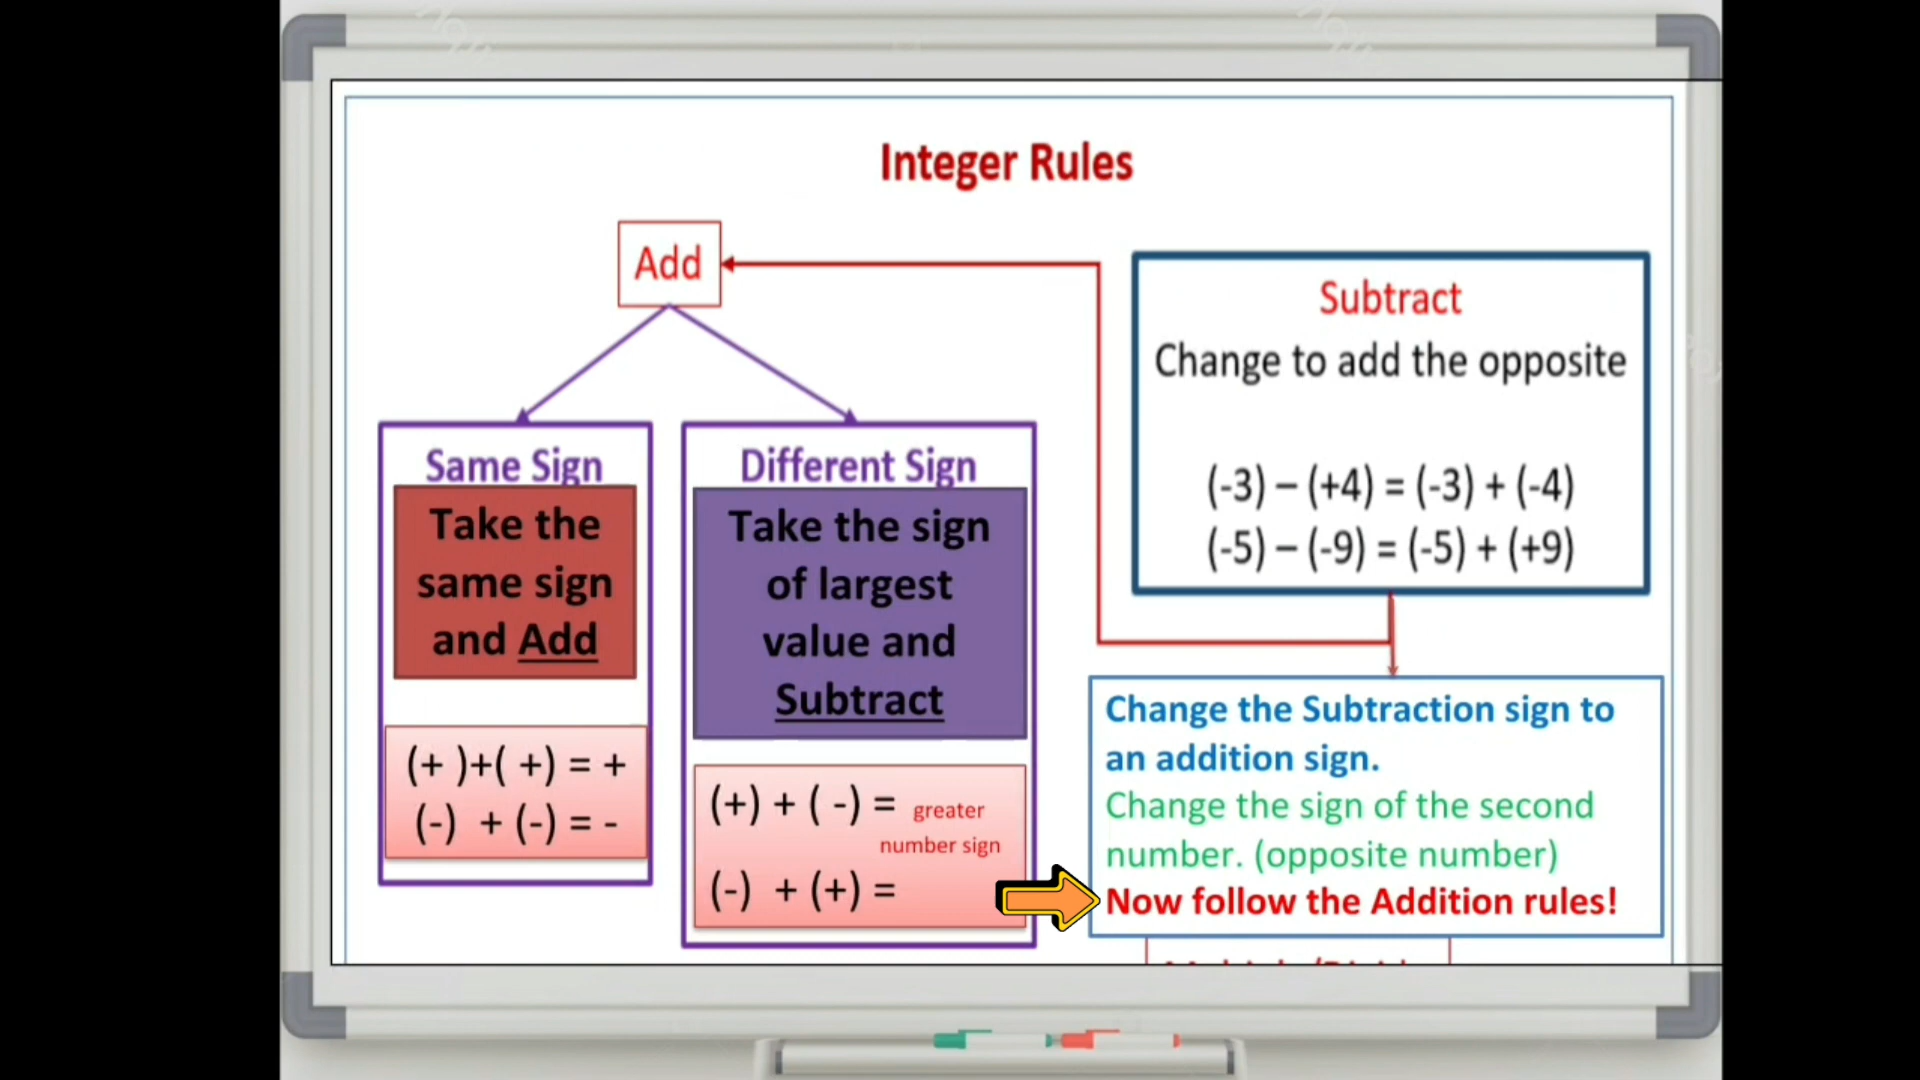 Integer Rules
Add
Same Sign
Take the
same sign
and Add
(+ )+( +) = +
(-) + (-) = -
Different Sign
Take the sign
of largest
value and
Subtract
(+) + ( -) = greater
number sign
(-) + (+) =
Subtract
Change to add the opposite
(-3) – (+4) = (-3) + (-4)
(-5) – (-9) = (-5) + (+9)
Change the Subtraction sign to
an addition sign.
Change the sign of the second
number. (opposite number)
Now follow the Addition rules!